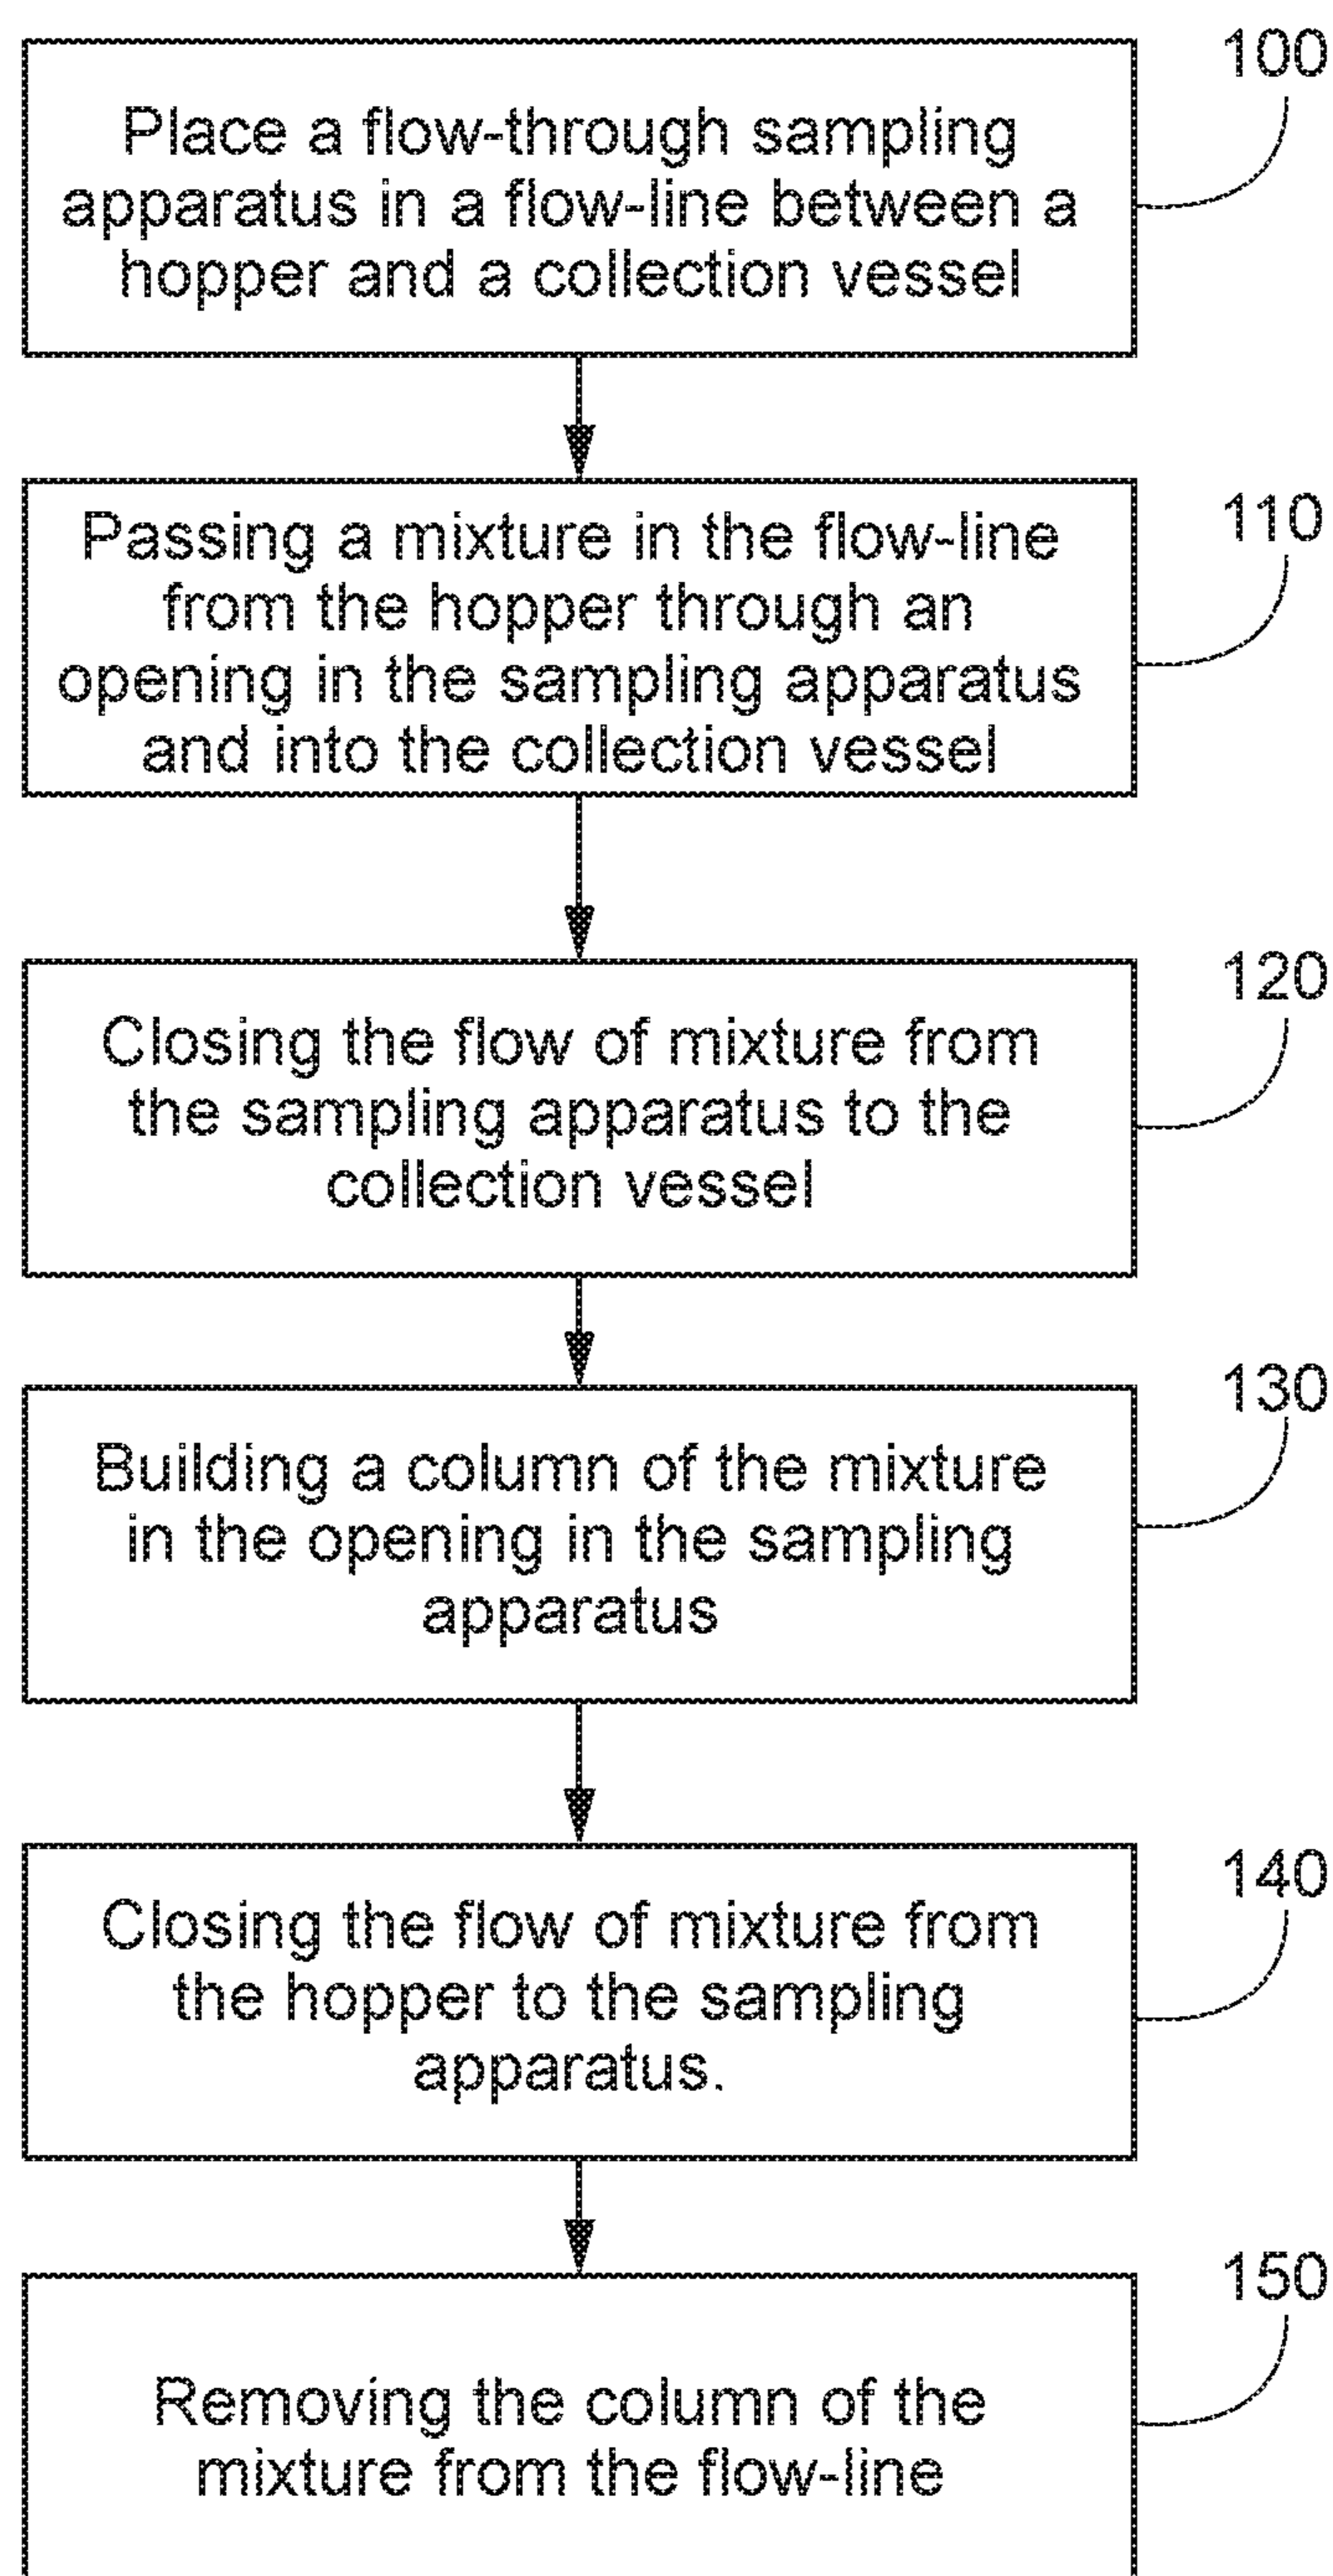 100
Place a flow-through sampling
apparatus in a flow-line between a
hopper and a collection vessel
110
Passing a mixture in the flow-line
from the hopper through an
opening in the sampling apparatus
and into the collection vessel
120
Closing the flow of mixture from
the sampling apparatus to the
collection vessel
130
Building a column of the mixture
in the opening in the sampling
apparatus
140
Closing the flow of mixture from
the hopper to the sampling
apparatus.
150
Removing the column of the
mixture from the flow-line